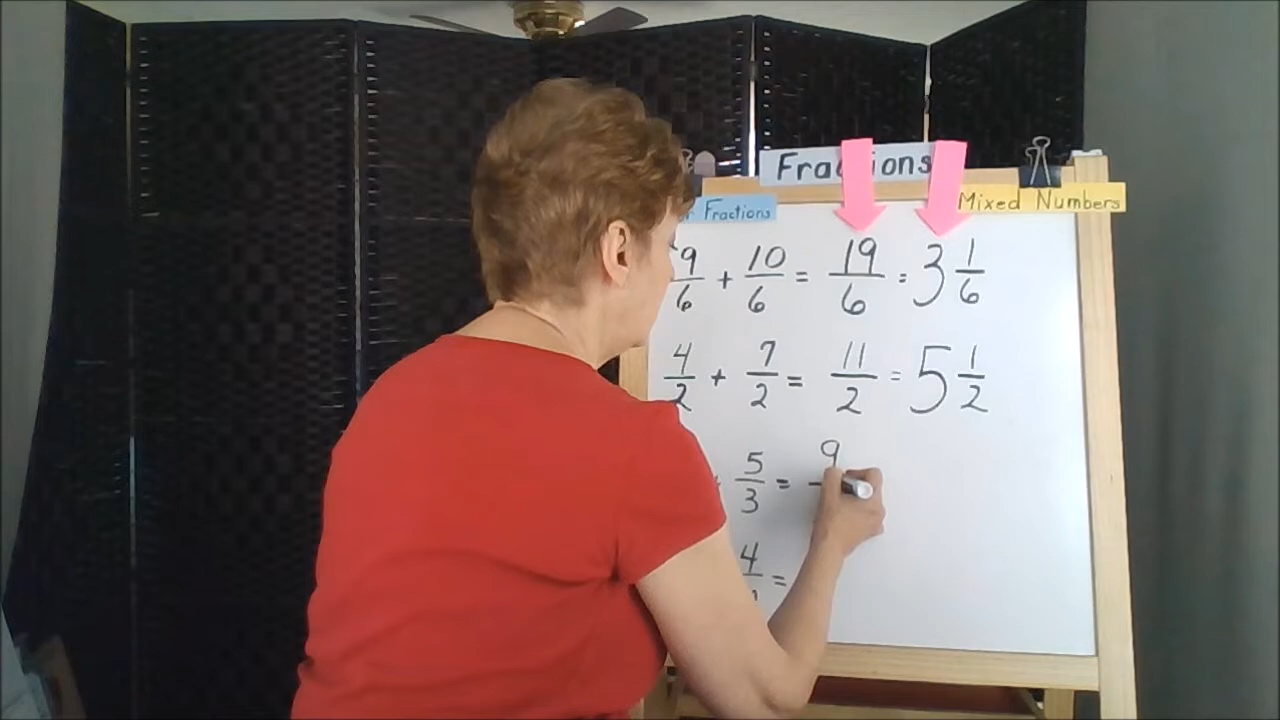 Fractions
Fractions
Mixed Numbers
9/6 + 10/6 = 19/6 = 3 1/6
4/2 + 7/2 = 11/2 = 5 1/2
5/3 = 9
4 =